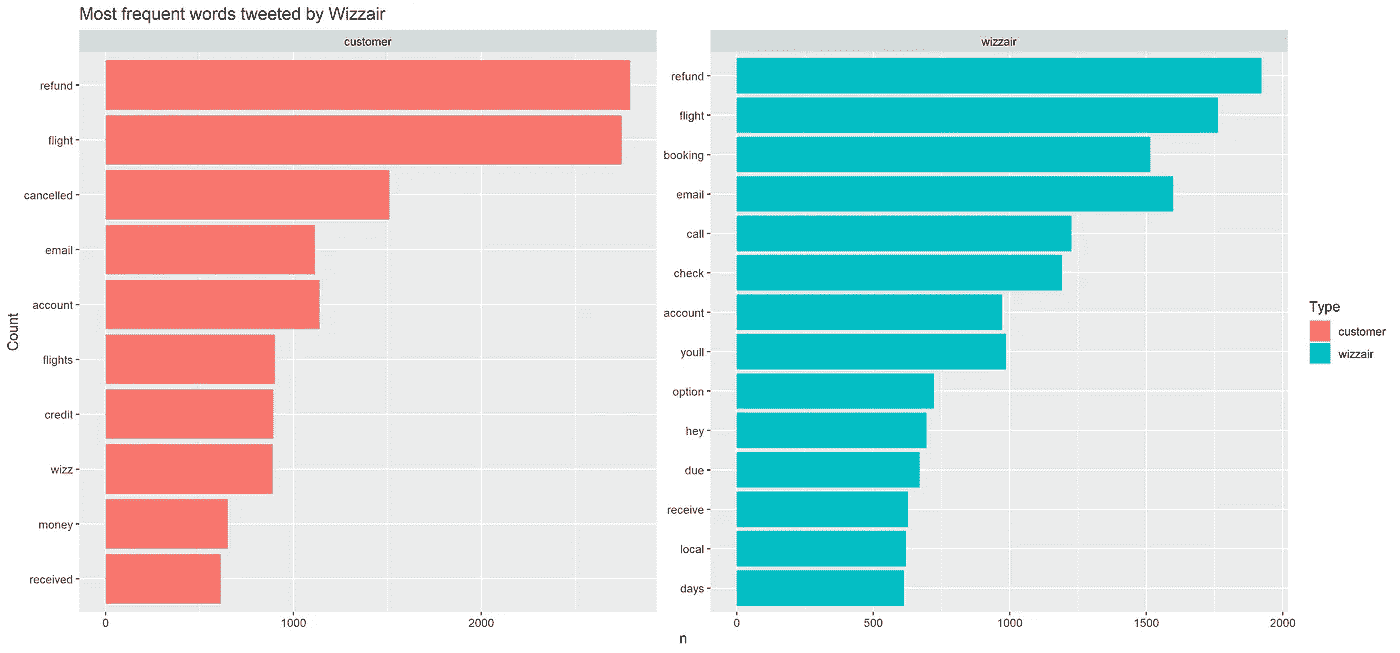 Most frequent words tweeted by Wizzair
customer
wizzair
Count
refund
flight
cancelled
email
account
flights
credit
wizz
money
received
0
1000
2000
refund
flight
booking
email
call
check
account
youll
option
hey
due
receive
local
days
0
500
1000
1500
2000
n
Type
customer
wizzair